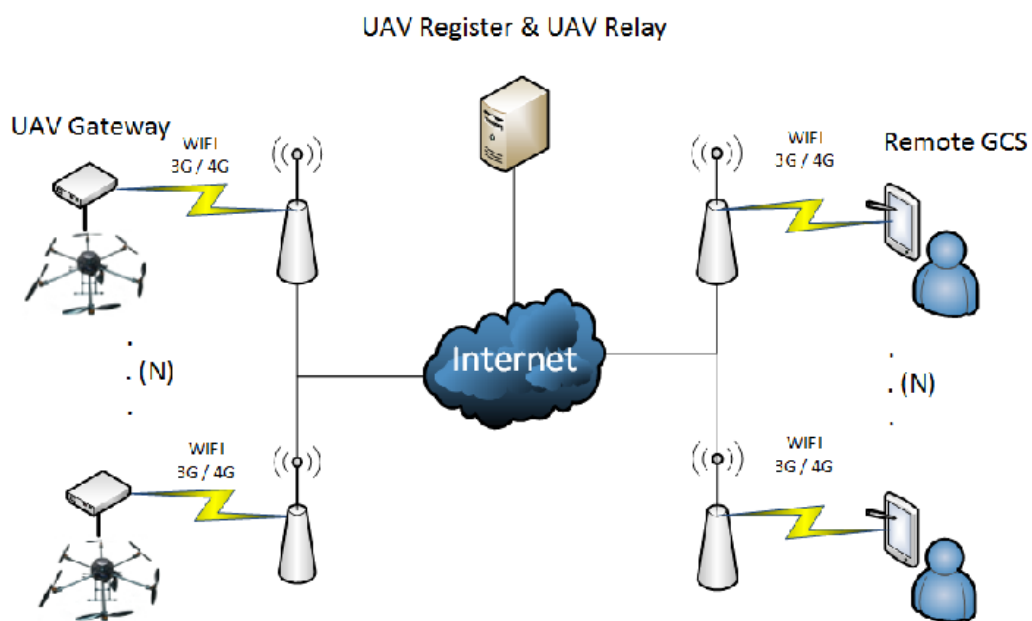 UAV Register & UAV Relay
UAV Gateway
WIFI
3G / 4G
WIFI
3G / 4G
Remote GCS
Internet
. (N)
. (N)
WIFI
3G / 4G
WIFI
3G / 4G